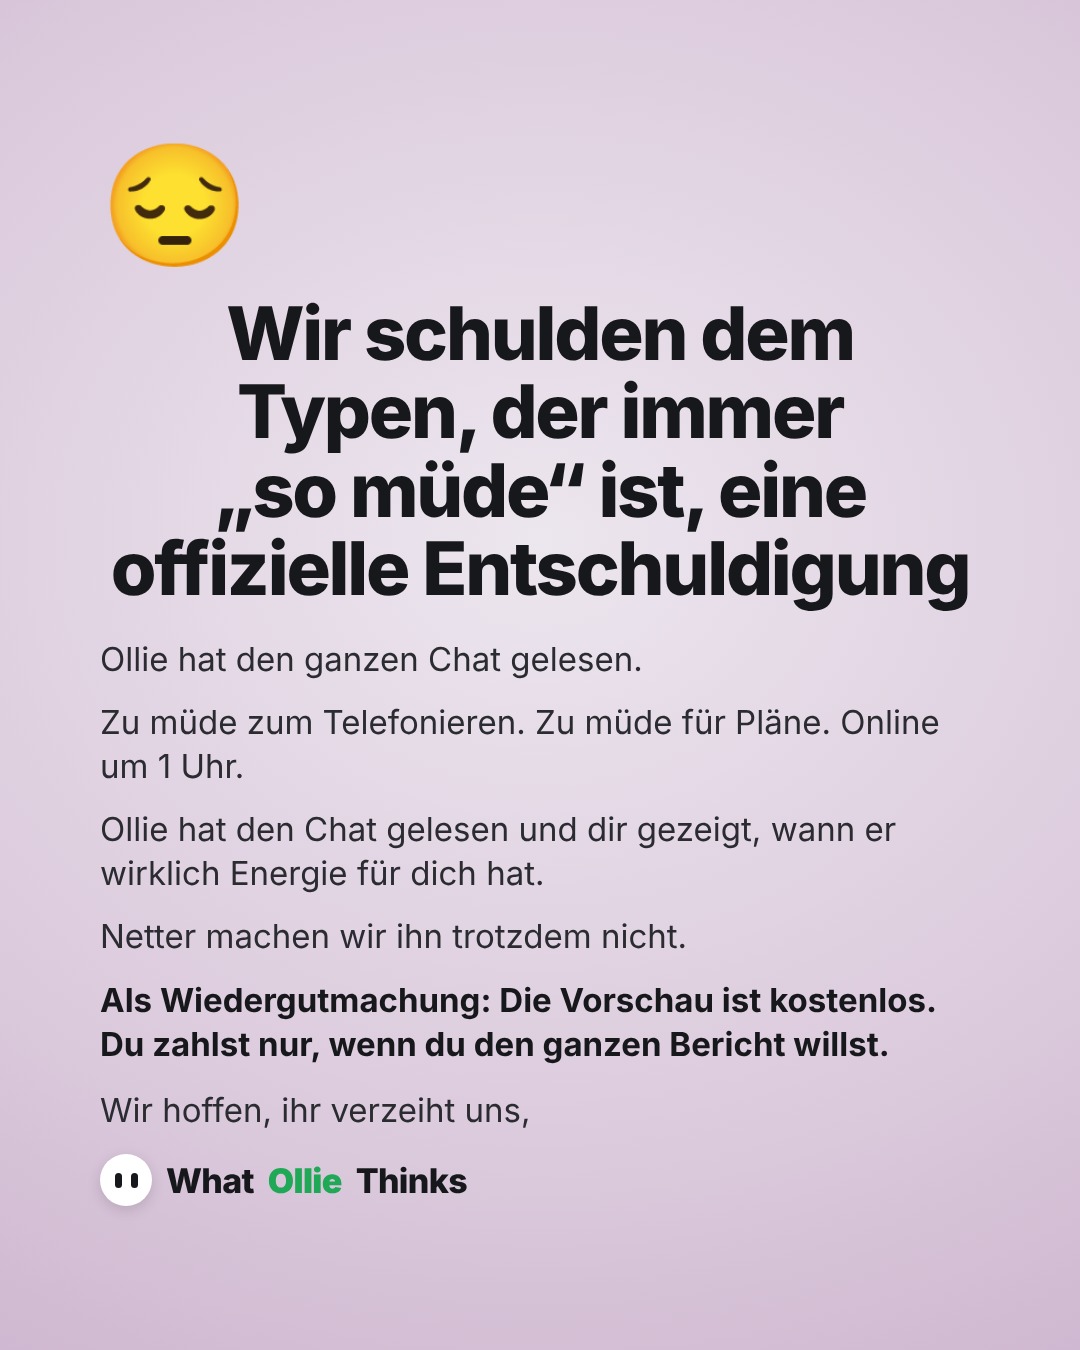 Wir schulden dem
Typen, der immer
„so müde“ ist, eine
offizielle Entschuldigung
Ollie hat den ganzen Chat gelesen.
Zu müde zum Telefonieren. Zu müde für Pläne. Online
um 1 Uhr.
Ollie hat den Chat gelesen und dir gezeigt, wann er
wirklich Energie für dich hat.
Netter machen wir ihn trotzdem nicht.
Als Wiedergutmachung: Die Vorschau ist kostenlos.
Du zahlst nur, wenn du den ganzen Bericht willst.
Wir hoffen, ihr verzeiht uns,
What Ollie Thinks